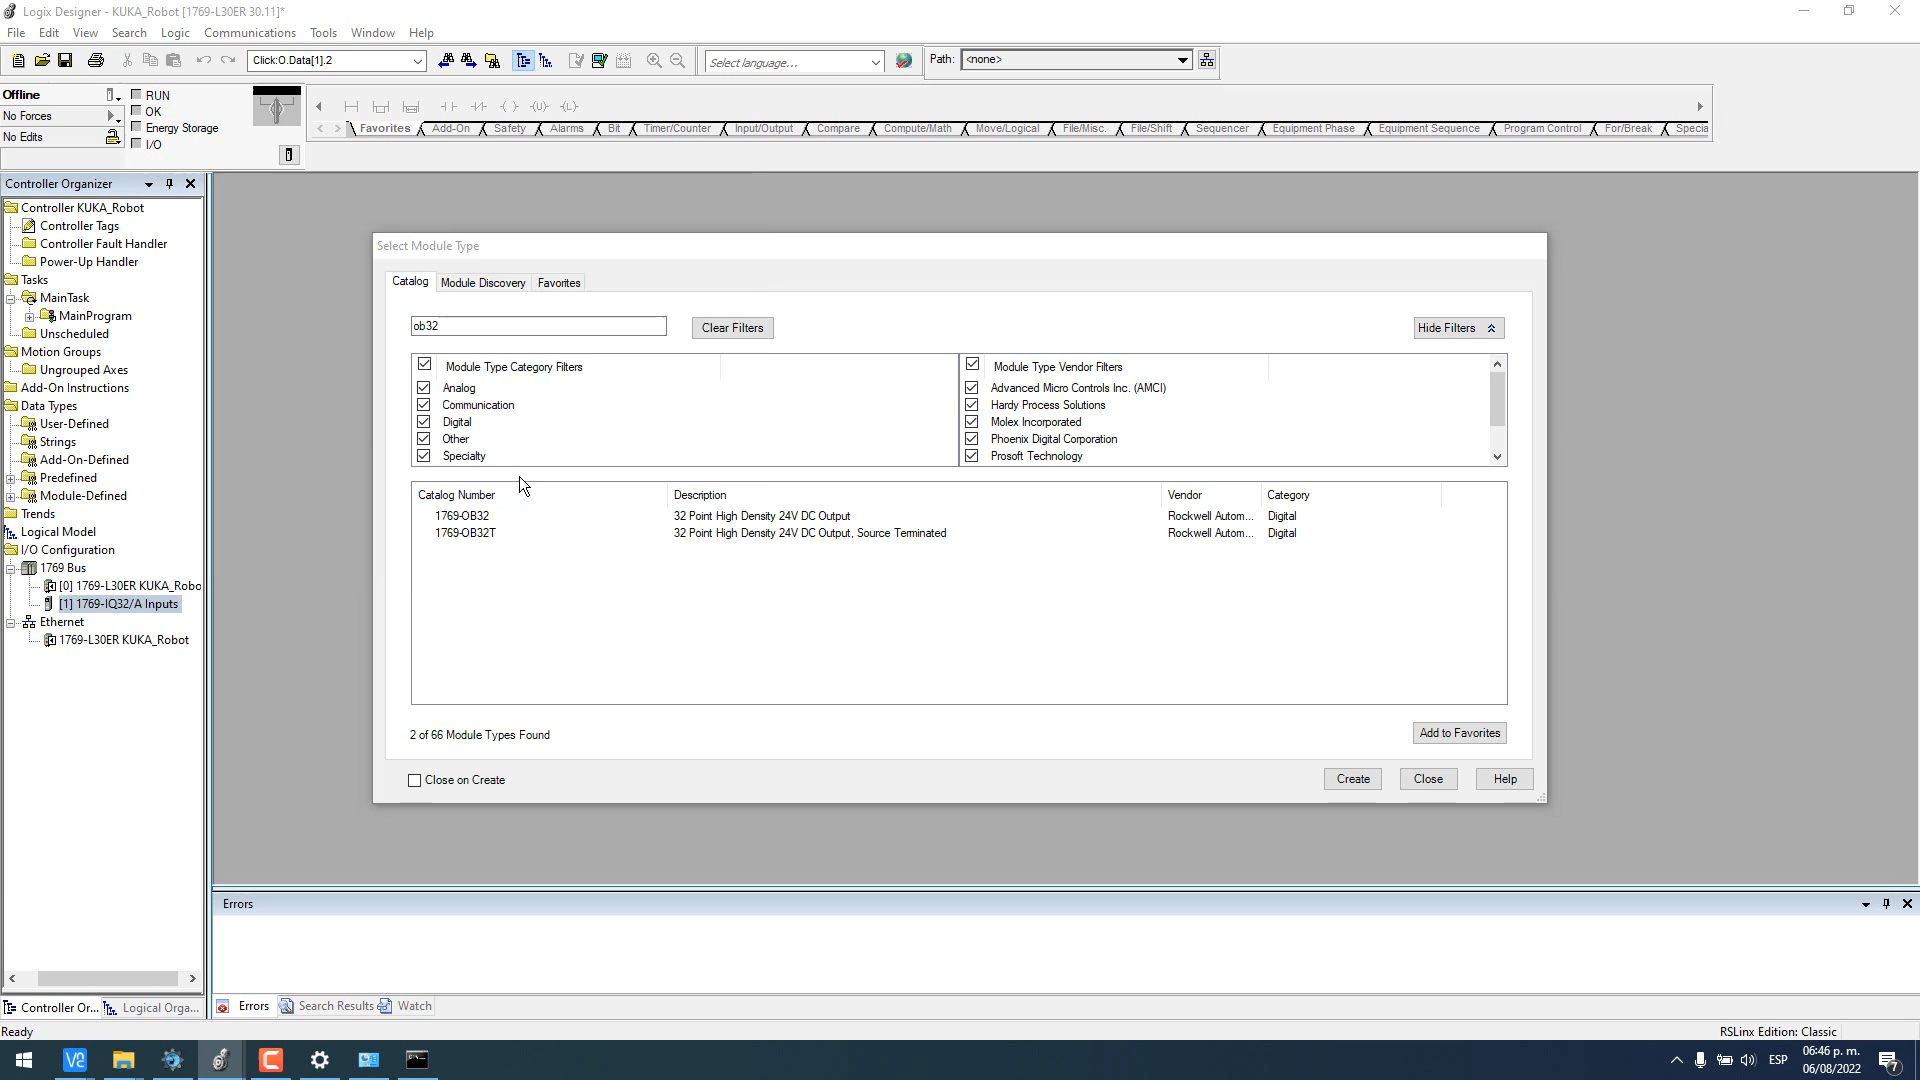 Logix Designer - KUKA_Robot [1769-L30ER 30.11]*
File Edit View Search Logic Communications Tools Window Help
Click:O.Data[1].2
Select language...
Path: <none>
Offline
No Forces
No Edits
RUN
OK
Energy Storage
I/O
Favorites Add-On Safety Alarms Bit Timer/Counter Input/Output Compare Compute/Math Move/Logical File/Misc. File/Shift Sequencer Equipment Phase Equipment Sequence Program Control For/Break Specia
Controller Organizer
Controller KUKA_Robot
Controller Tags
Controller Fault Handler
Power-Up Handler
Tasks
MainTask
MainProgram
Unscheduled
Motion Groups
Ungrouped Axes
Add-On Instructions
Data Types
User-Defined
Strings
Add-On-Defined
Predefined
Module-Defined
Trends
Logical Model
I/O Configuration
1769 Bus
[0] 1769-L30ER KUKA_Robo
[1] 1769-IQ32/A Inputs
Ethernet
1769-L30ER KUKA_Robot
Controller Or... Logical Orga...
Select Module Type
Catalog Module Discovery Favorites
ob32
Clear Filters
Hide Filters
Module Type Category Filters
Analog
Communication
Digital
Other
Specialty
Module Type Vendor Filters
Advanced Micro Controls Inc. (AMCI)
Hardy Process Solutions
Molex Incorporated
Phoenix Digital Corporation
Prosoft Technology
Catalog Number Description Vendor Category
1769-OB32 32 Point High Density 24V DC Output Rockwell Autom... Digital
1769-OB32T 32 Point High Density 24V DC Output, Source Terminated Rockwell Autom... Digital
2 of 66 Module Types Found
Add to Favorites
Close on Create
Create Close Help
Errors
Errors Search Results Watch
Ready
RSLinx Edition: Classic
ESP
06:46 p. m.
06/08/2022
7